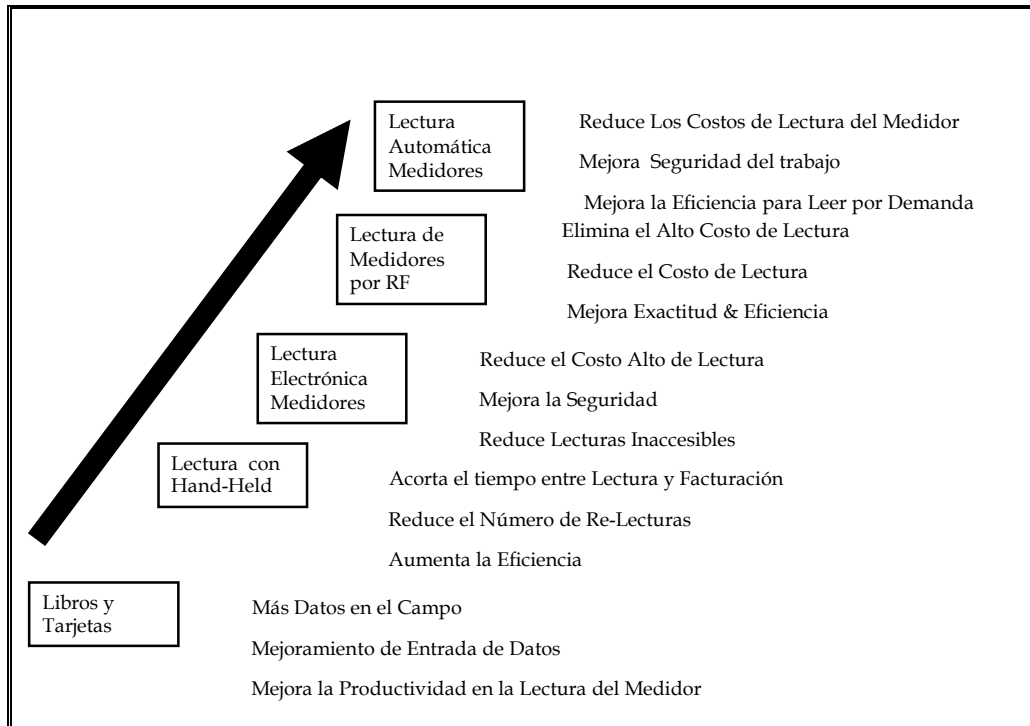 Lectura
Automática
Medidores
Reduce Los Costos de Lectura del Medidor
Mejora Seguridad del trabajo
Mejora la Eficiencia para Leer por Demanda
Lectura de
Medidores
por RF
Elimina el Alto Costo de Lectura
Reduce el Costo de Lectura
Mejora Exactitud & Eficiencia
Lectura
Electrónica
Medidores
Reduce el Costo Alto de Lectura
Mejora la Seguridad
Reduce Lecturas Inaccesibles
Lectura con
Hand-Held
Acorta el tiempo entre Lectura y Facturación
Reduce el Número de Re-Lecturas
Aumenta la Eficiencia
Libros y
Tarjetas
Más Datos en el Campo
Mejoramiento de Entrada de Datos
Mejora la Productividad en la Lectura del Medidor